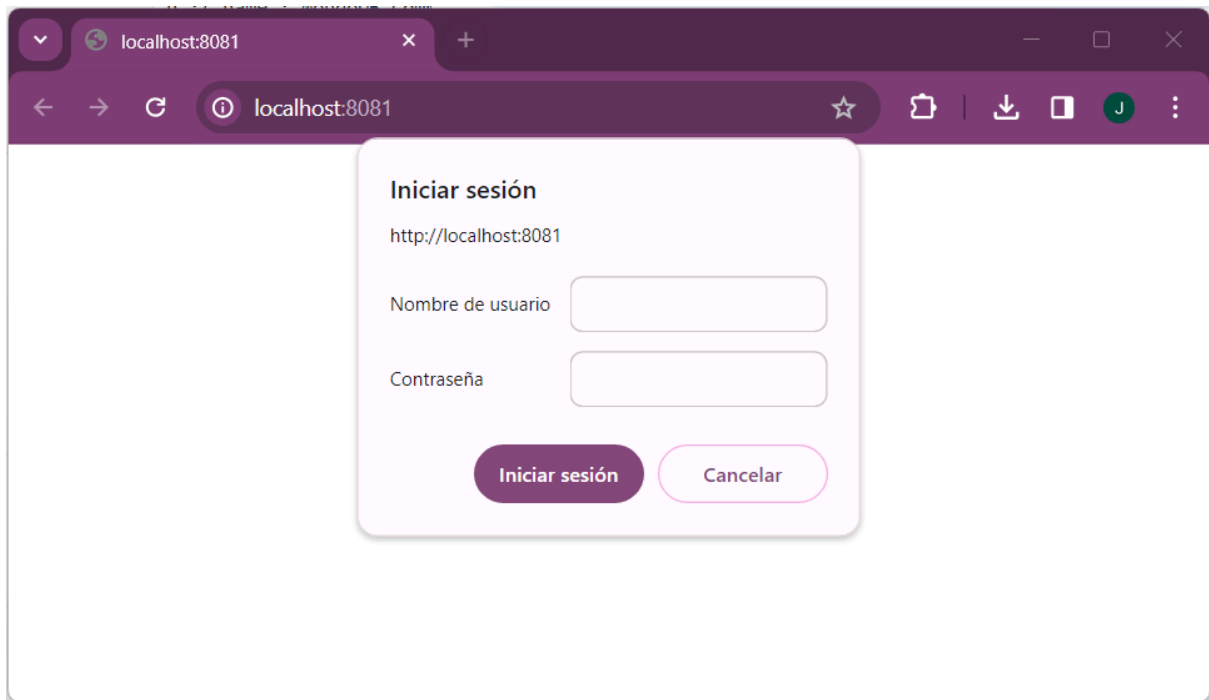 localhost:8081
localhost:8081
J
Iniciar sesión
http://localhost:8081
Nombre de usuario
Contraseña
Iniciar sesión
Cancelar